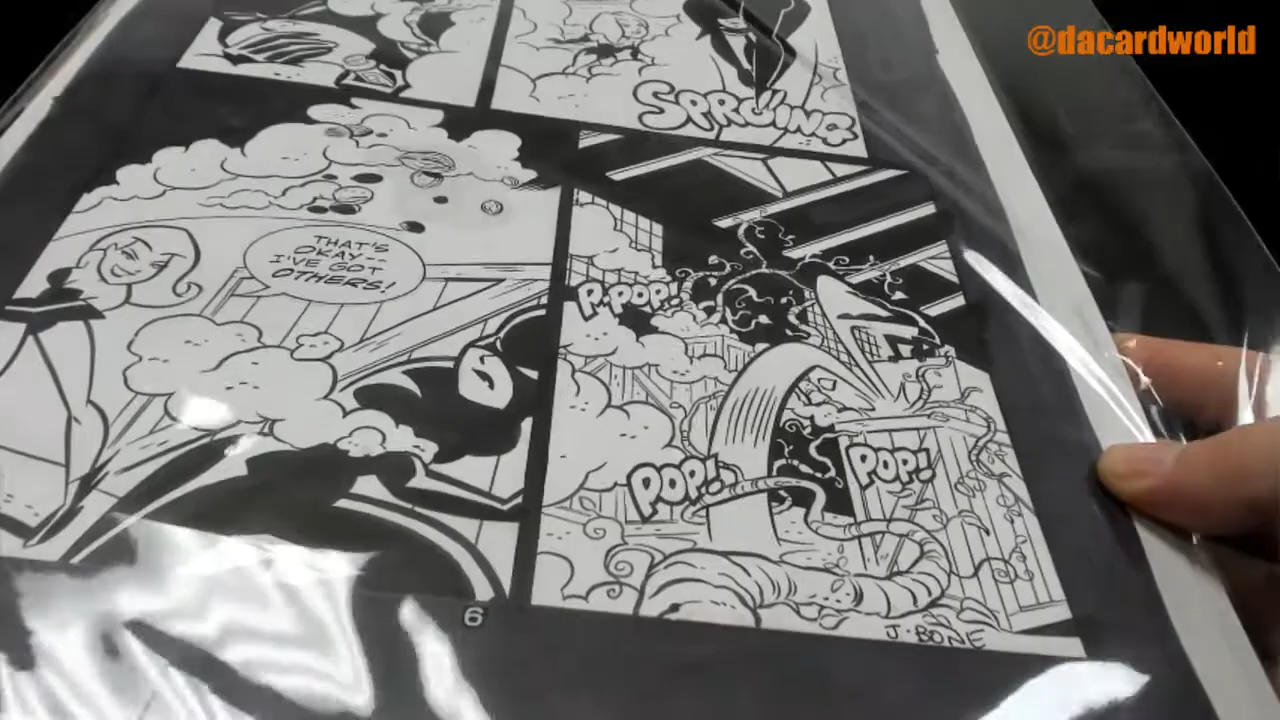 @dacardworld
SPROING
THAT'S
OKAY--
I'VE GOT
OTHERS!
P-POP!
POP!
POP!
6
J·BONE